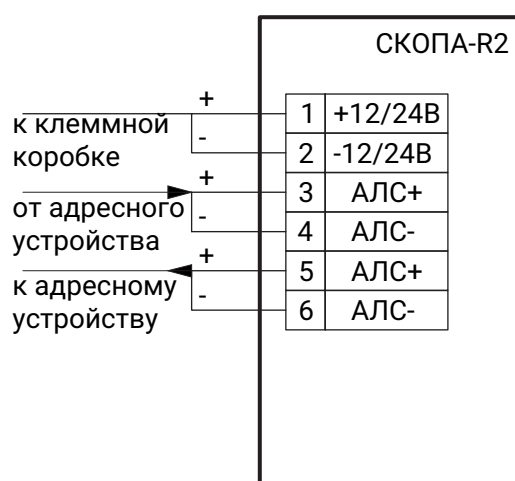 СКОПА-R2
+
к клеммной
коробке
-
1 +12/24В
2 -12/24В
+
от адресного
устройства
-
3 АЛС+
4 АЛС-
+
к адресному
устройству
-
5 АЛС+
6 АЛС-